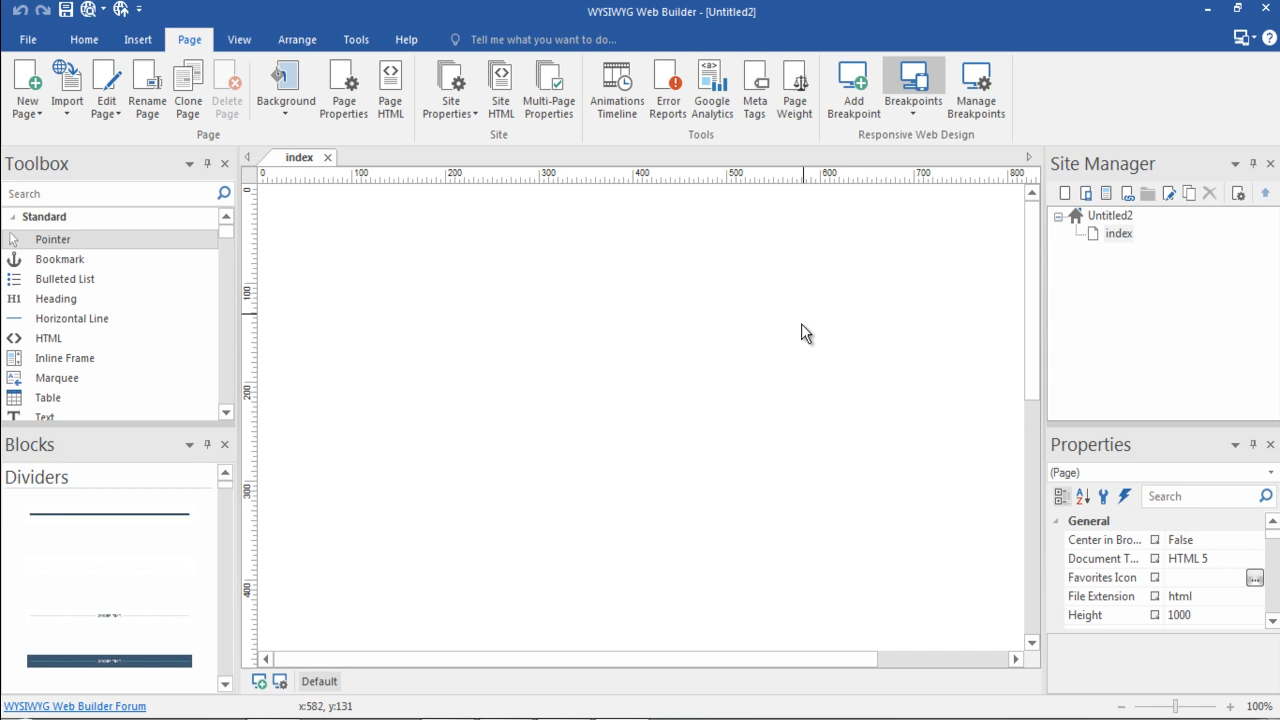 WYSIWYG Web Builder - [Untitled2]
File Home Insert Page View Arrange Tools Help Tell me what you want to do...
New Page
Import
Edit Page
Rename Page
Clone Page
Delete Page
Background
Page Properties
Page HTML
Site Properties
Site HTML
Multi-Page Properties
Animations Timeline
Error Reports
Google Analytics
Meta Tags
Page Weight
Add Breakpoint
Breakpoints
Manage Breakpoints
Page Site Tools Responsive Web Design
Toolbox
Search
Standard
Pointer
Bookmark
Bulleted List
H1 Heading
Horizontal Line
HTML
Inline Frame
Marquee
Table
Text
Blocks
Dividers
index
0 100 200 300 400 500 600 700 800
0
100
200
300
400
Default
Site Manager
Untitled2
index
Properties
(Page)
Search
General
Center in Bro... False
Document T... HTML 5
Favorites Icon ...
File Extension html
Height 1000
WYSIWYG Web Builder Forum x:582, y:131 100%